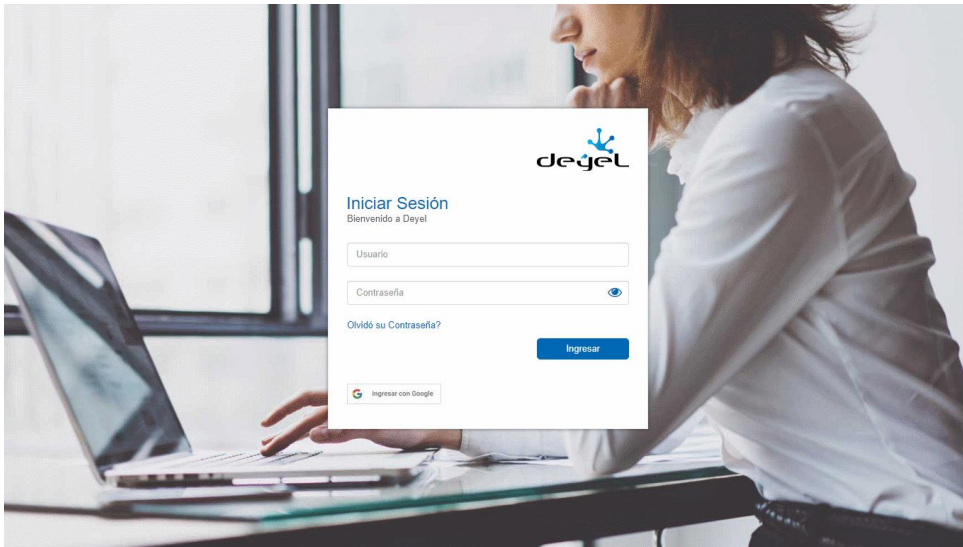 deyel
Iniciar Sesión
Bienvenido a Deyel
Usuario
Contraseña
Olvidó su Contraseña?
Ingresar
Ingresar con Google